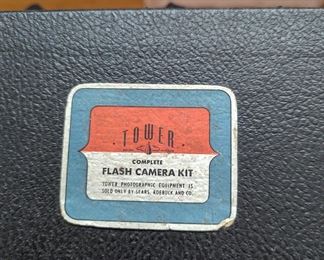 TOWER
COMPLETE
FLASH CAMERA KIT
TOWER PHOTOGRAPHIC EQUIPMENT IS
SOLD ONLY BY SEARS, ROEBUCK AND CO.